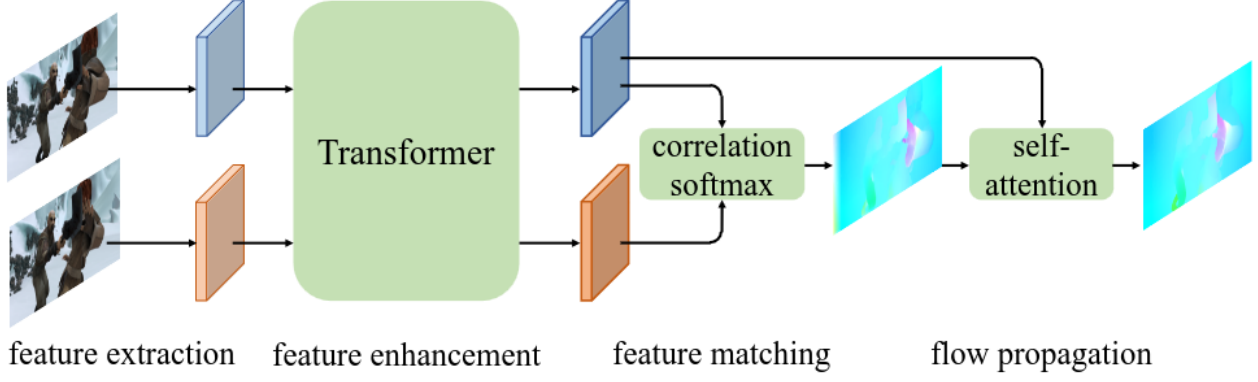 Transformer
correlation
softmax
self-
attention
feature extraction
feature enhancement
feature matching
flow propagation